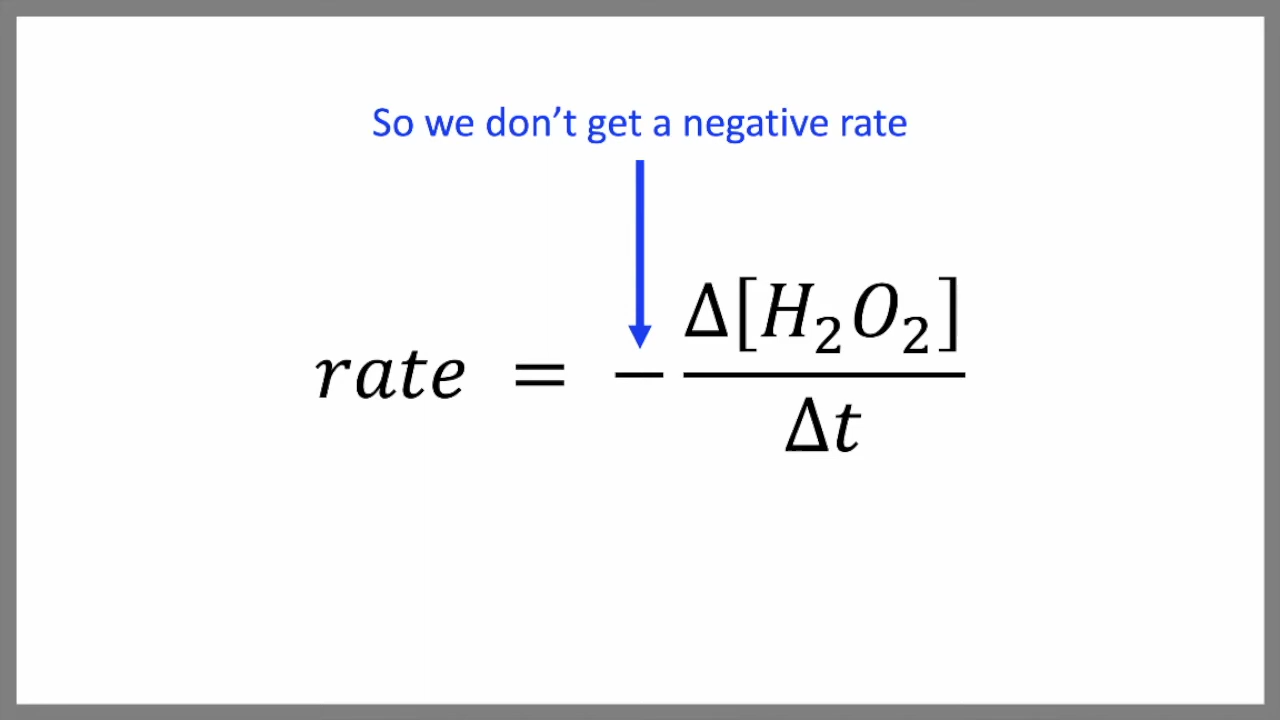 So we don't get a negative rate
rate = − Δ[H₂O₂] / Δt